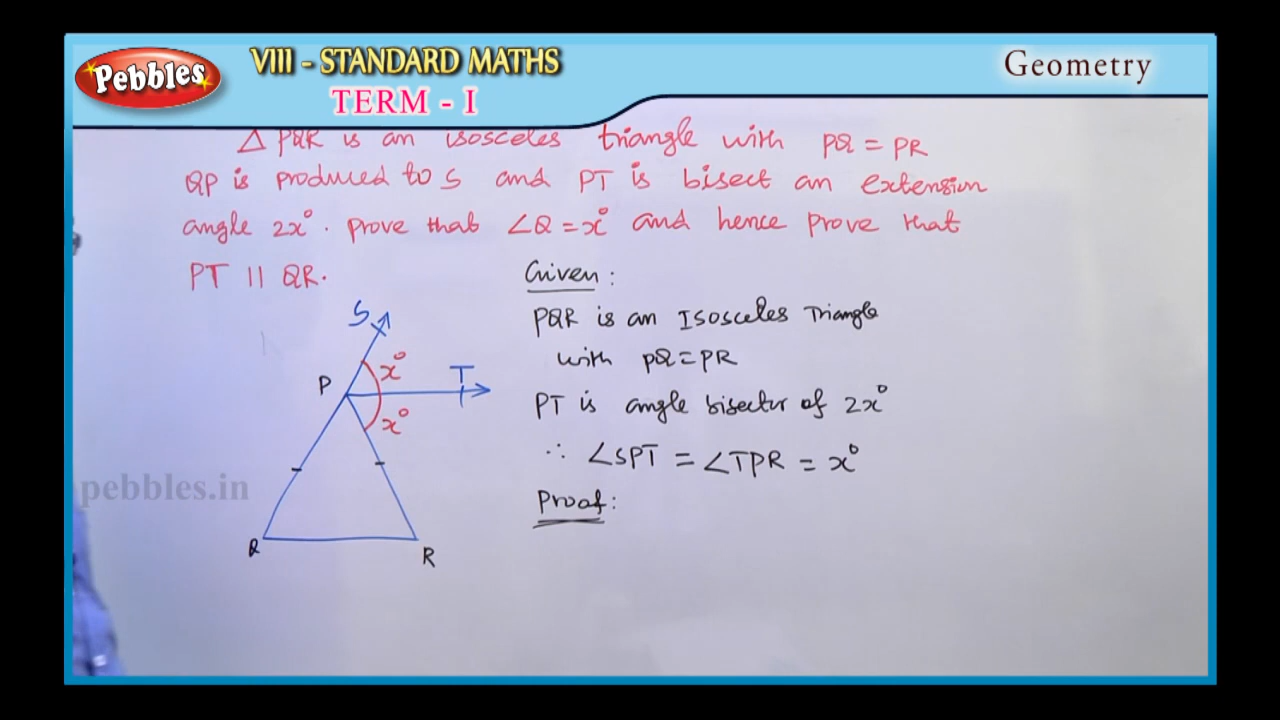 Pebbles
VIII - STANDARD MATHS
TERM - I
Geometry
△ PQR is an isosceles triangle with PQ = PR
QP is produced to S and PT is bisect an extension
angle 2x°. prove that ∠Q = x° and hence prove that
PT || QR.
Given:
PQR is an Isosceles Triangle
with PQ = PR
PT is angle bisector of 2x°
∴ ∠SPT = ∠TPR = x°
Proof:
S
P
x°
T
x°
Q
R
pebbles.in